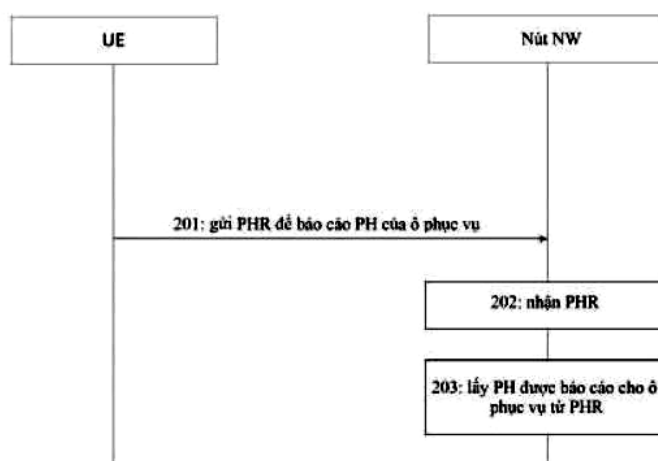 UE
Nút NW
201: gửi PHR để báo cáo PH của ô phục vụ
202: nhận PHR
203: lấy PH được báo cáo cho ô
phục vụ từ PHR